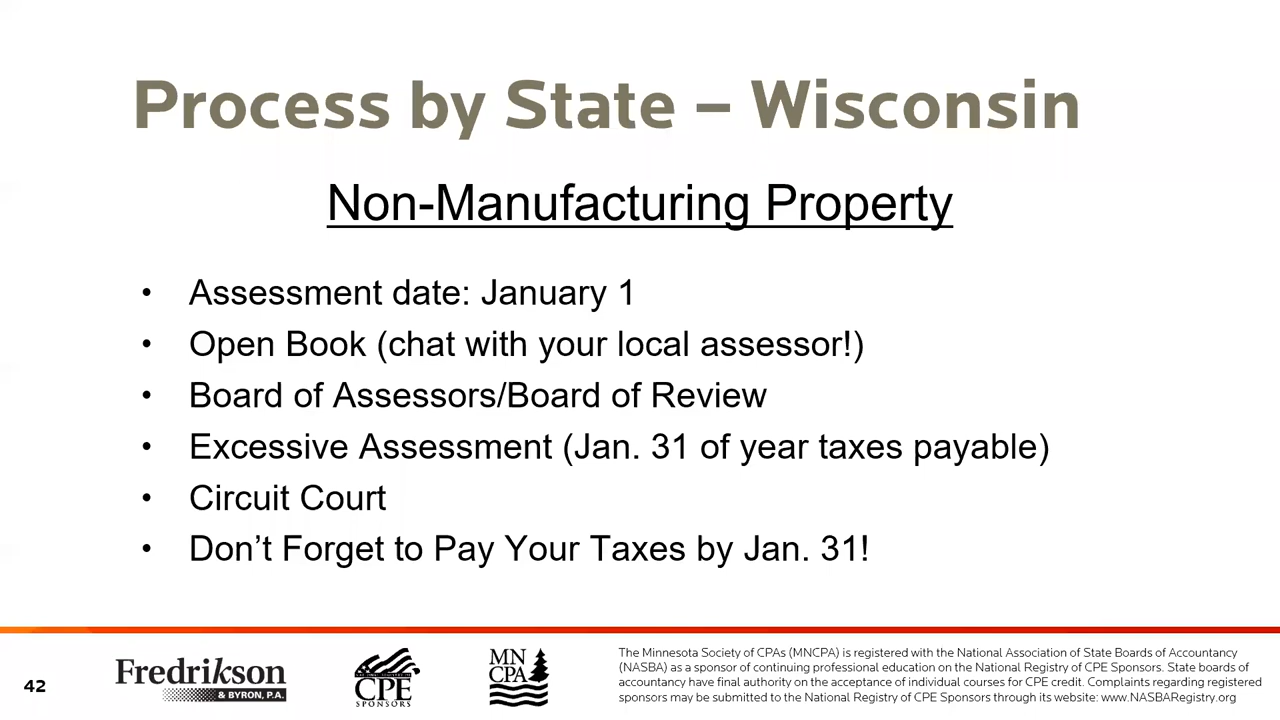 Process by State – Wisconsin
Non-Manufacturing Property
• Assessment date: January 1
• Open Book (chat with your local assessor!)
• Board of Assessors/Board of Review
• Excessive Assessment (Jan. 31 of year taxes payable)
• Circuit Court
• Don’t Forget to Pay Your Taxes by Jan. 31!
42
Fredrikson
& BYRON, P.A.
CPE
SPONSORS
MN
CPA
The Minnesota Society of CPAs (MNCPA) is registered with the National Association of State Boards of Accountancy
(NASBA) as a sponsor of continuing professional education on the National Registry of CPE Sponsors. State boards of
accountancy have final authority on the acceptance of individual courses for CPE credit. Complaints regarding registered
sponsors may be submitted to the National Registry of CPE Sponsors through its website: www.NASBARegistry.org